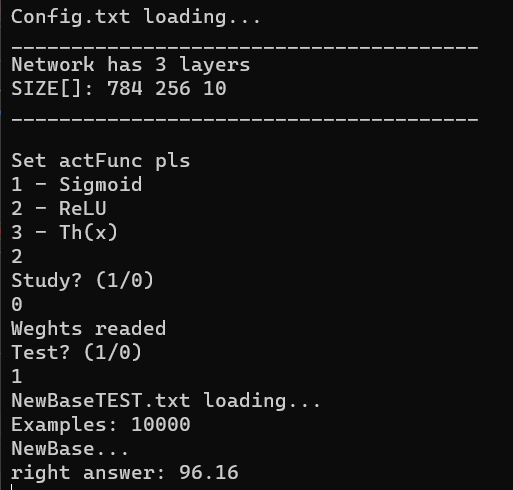 Config.txt loading...
_______________________________________
Network has 3 layers
SIZE[]: 784 256 10
_______________________________________
Set actFunc pls
1 - Sigmoid
2 - ReLU
3 - Th(x)
2
Study? (1/0)
0
Weghts readed
Test? (1/0)
1
NewBaseTEST.txt loading...
Examples: 10000
NewBase...
right answer: 96.16